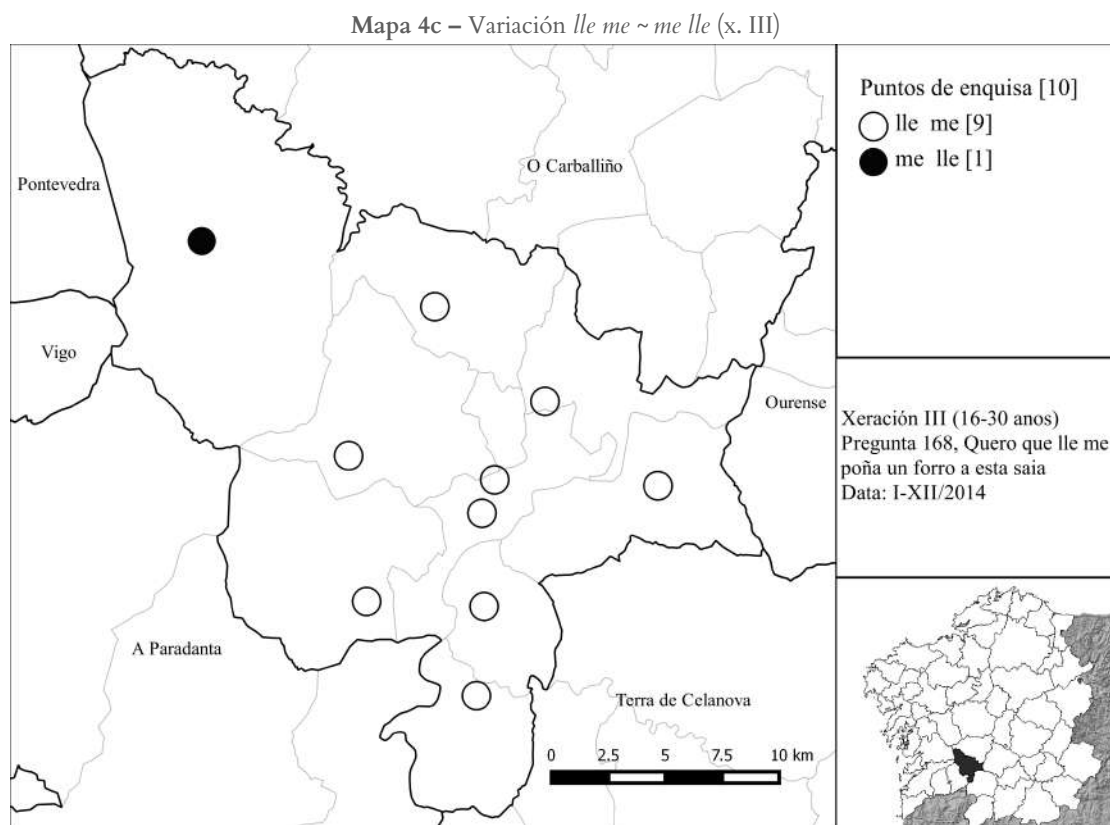 Mapa 4c – Variación lle me ~ me lle (x. III)
Pontevedra
O Carballiño
Vigo
Ourense
A Paradanta
Terra de Celanova
0 2.5 5 7.5 10 km
Puntos de enquisa [10]
lle me [9]
me lle [1]
Xeración III (16-30 anos)
Pregunta 168, Quero que lle me
poña un forro a esta saia
Data: I-XII/2014